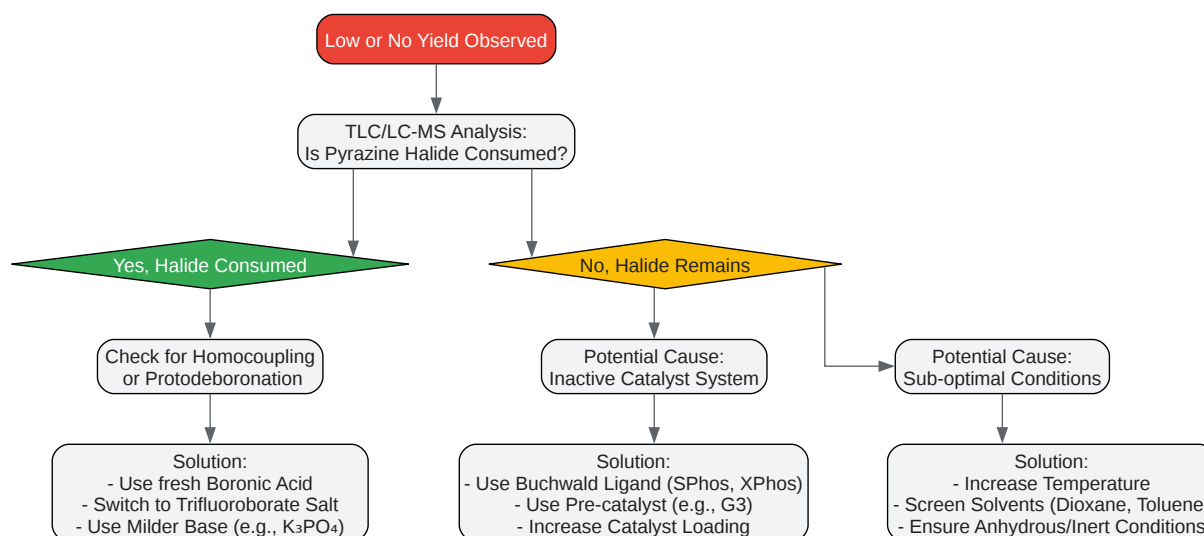 Low or No Yield Observed
TLC/LC-MS Analysis:
Is Pyrazine Halide Consumed?
Yes, Halide Consumed
No, Halide Remains
Check for Homocoupling
or Protodeboronation
Potential Cause:
Inactive Catalyst System
Potential Cause:
Sub-optimal Conditions
Solution:
- Use fresh Boronic Acid
- Switch to Trifluoroborate Salt
- Use Milder Base (e.g., K₃PO₄)
Solution:
- Use Buchwald Ligand (SPhos, XPhos)
- Use Pre-catalyst (e.g., G3)
- Increase Catalyst Loading
Solution:
- Increase Temperature
- Screen Solvents (Dioxane, Toluene
- Ensure Anhydrous/Inert Conditions